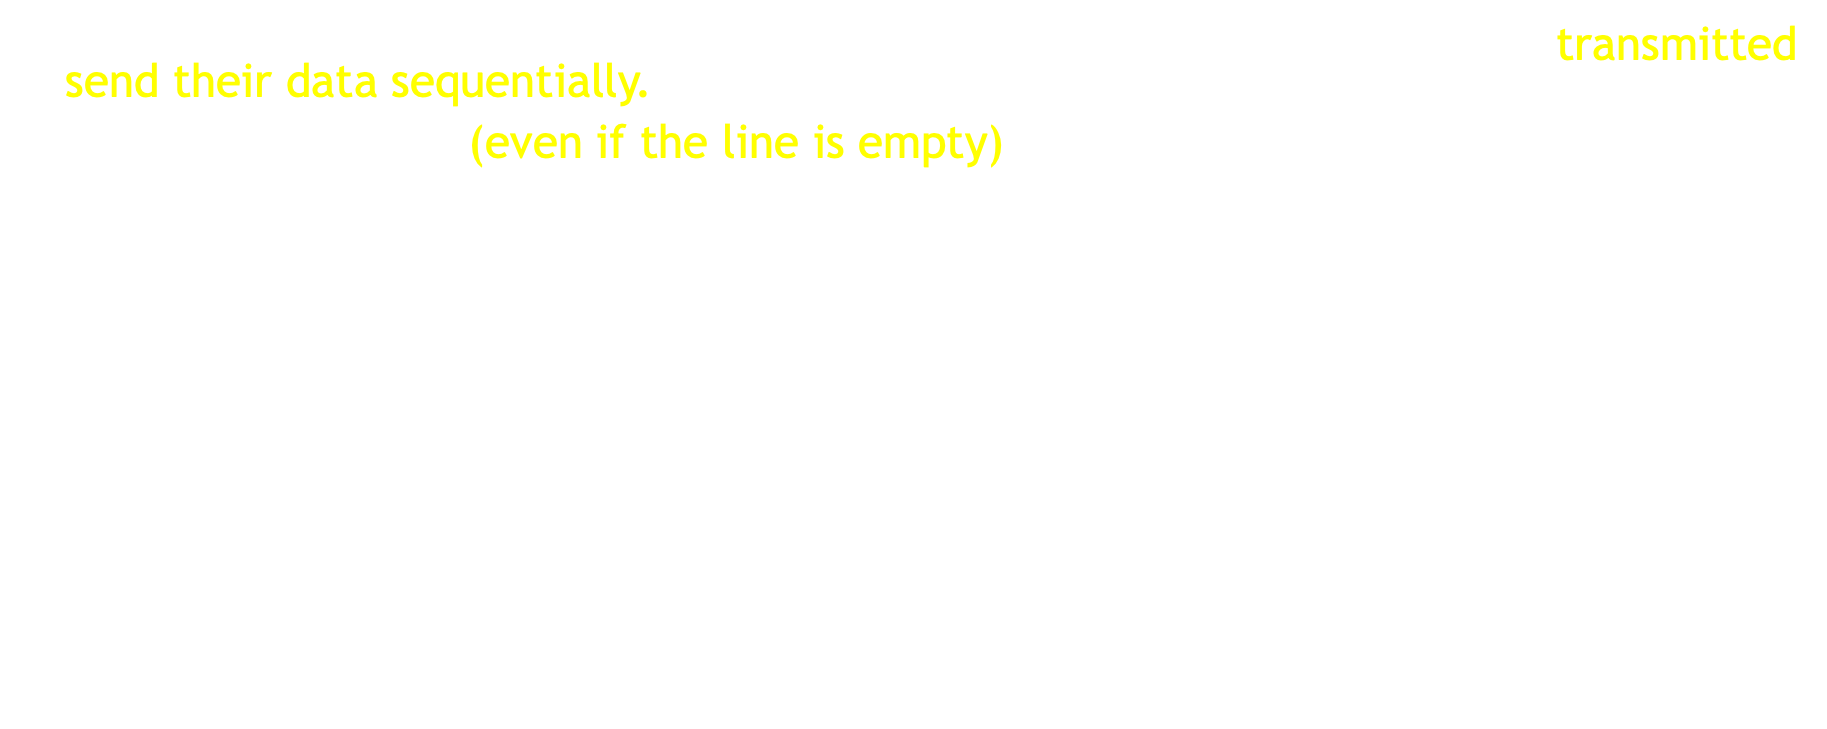 transmitted
send their data sequentially.
(even if the line is empty)